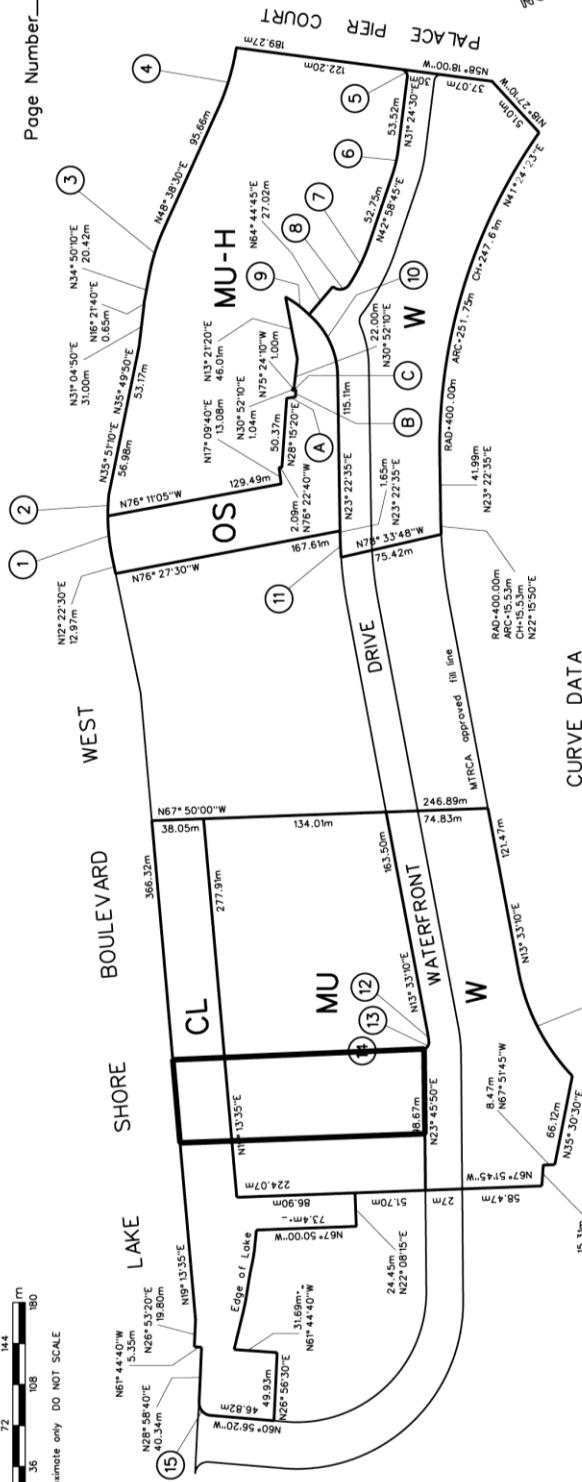 Page Number_
PALACE PIER COURT
189.27m
122.20m
4
5
3dm
37.07m
N58° 18'00"W
N18° 27'10"W
51.01m
95.66m
N48° 38'30"E
53.52m
N31° 24'30"E
6
3
52.75m
N42° 58'45"E
7
N41° 24'23"E
N34° 50'10"E
20.42m
N64° 44'45"E
27.02m
8
CH=247.61m
N16° 21'40"E
0.65m
MU-H
9
10
W
ARC=251.75m
N31° 04'50"E
31.00m
N13° 21'20"E
46.01m
22.00m
N30° 52'10"E
RAD=400.00m
N35° 49'50"E
53.17m
N75° 24'10"W
1.00m
C
N30° 52'10"E
1.04m
B
N17° 09'40"E
13.08m
A
115.11m
N35° 51'10"E
56.98m
50.37m
N28° 15'20"E
41.99m
N23° 22'35"E
2
N76° 11'05"W
129.49m
2.09m
N76° 22'40"W
N23° 22'35"E
1
OS
1.65m
N23° 22'35"E
N76° 27'30"W
167.61m
N78° 33'48"W
75.42m
N12° 22'30"E
12.97m
11
RAD=400.00m
ARC=15.53m
CH=15.53m
N22° 15'50"E
DRIVE
MTRCA approved fill line
CURVE DATA
WEST
N67° 50'00"W
38.05m
134.01m
246.89m
74.83m
366.32m
277.91m
163.50m
121.47m
BOULEVARD
WATERFRONT
N13° 33'10"E
N13° 33'10"E
CL
MU
12
13
14
W
8.47m
N67° 51'45"W
SHORE
98.67m
N23° 45'50"E
66.12m
N35° 30'30"E
N19° 13'35"E
224.07m
86.90m
51.70m
27m
N67° 51'45"W
58.47m
73.4m+-
N67° 50'00"W
LAKE
N19° 13'35"E
Edge of Lake
24.45m
N22° 08'15"E
15.31m
N26° 53'20"E
19.80m
N61° 44'40"W
5.35m
31.69m+-
N61° 44'40"W
N28° 58'40"E
40.34m
49.93m
N26° 56'30"E
46.82m
N60° 56'20"W
15
36 72 108 144 180 m
ximate only DO NOT SCALE